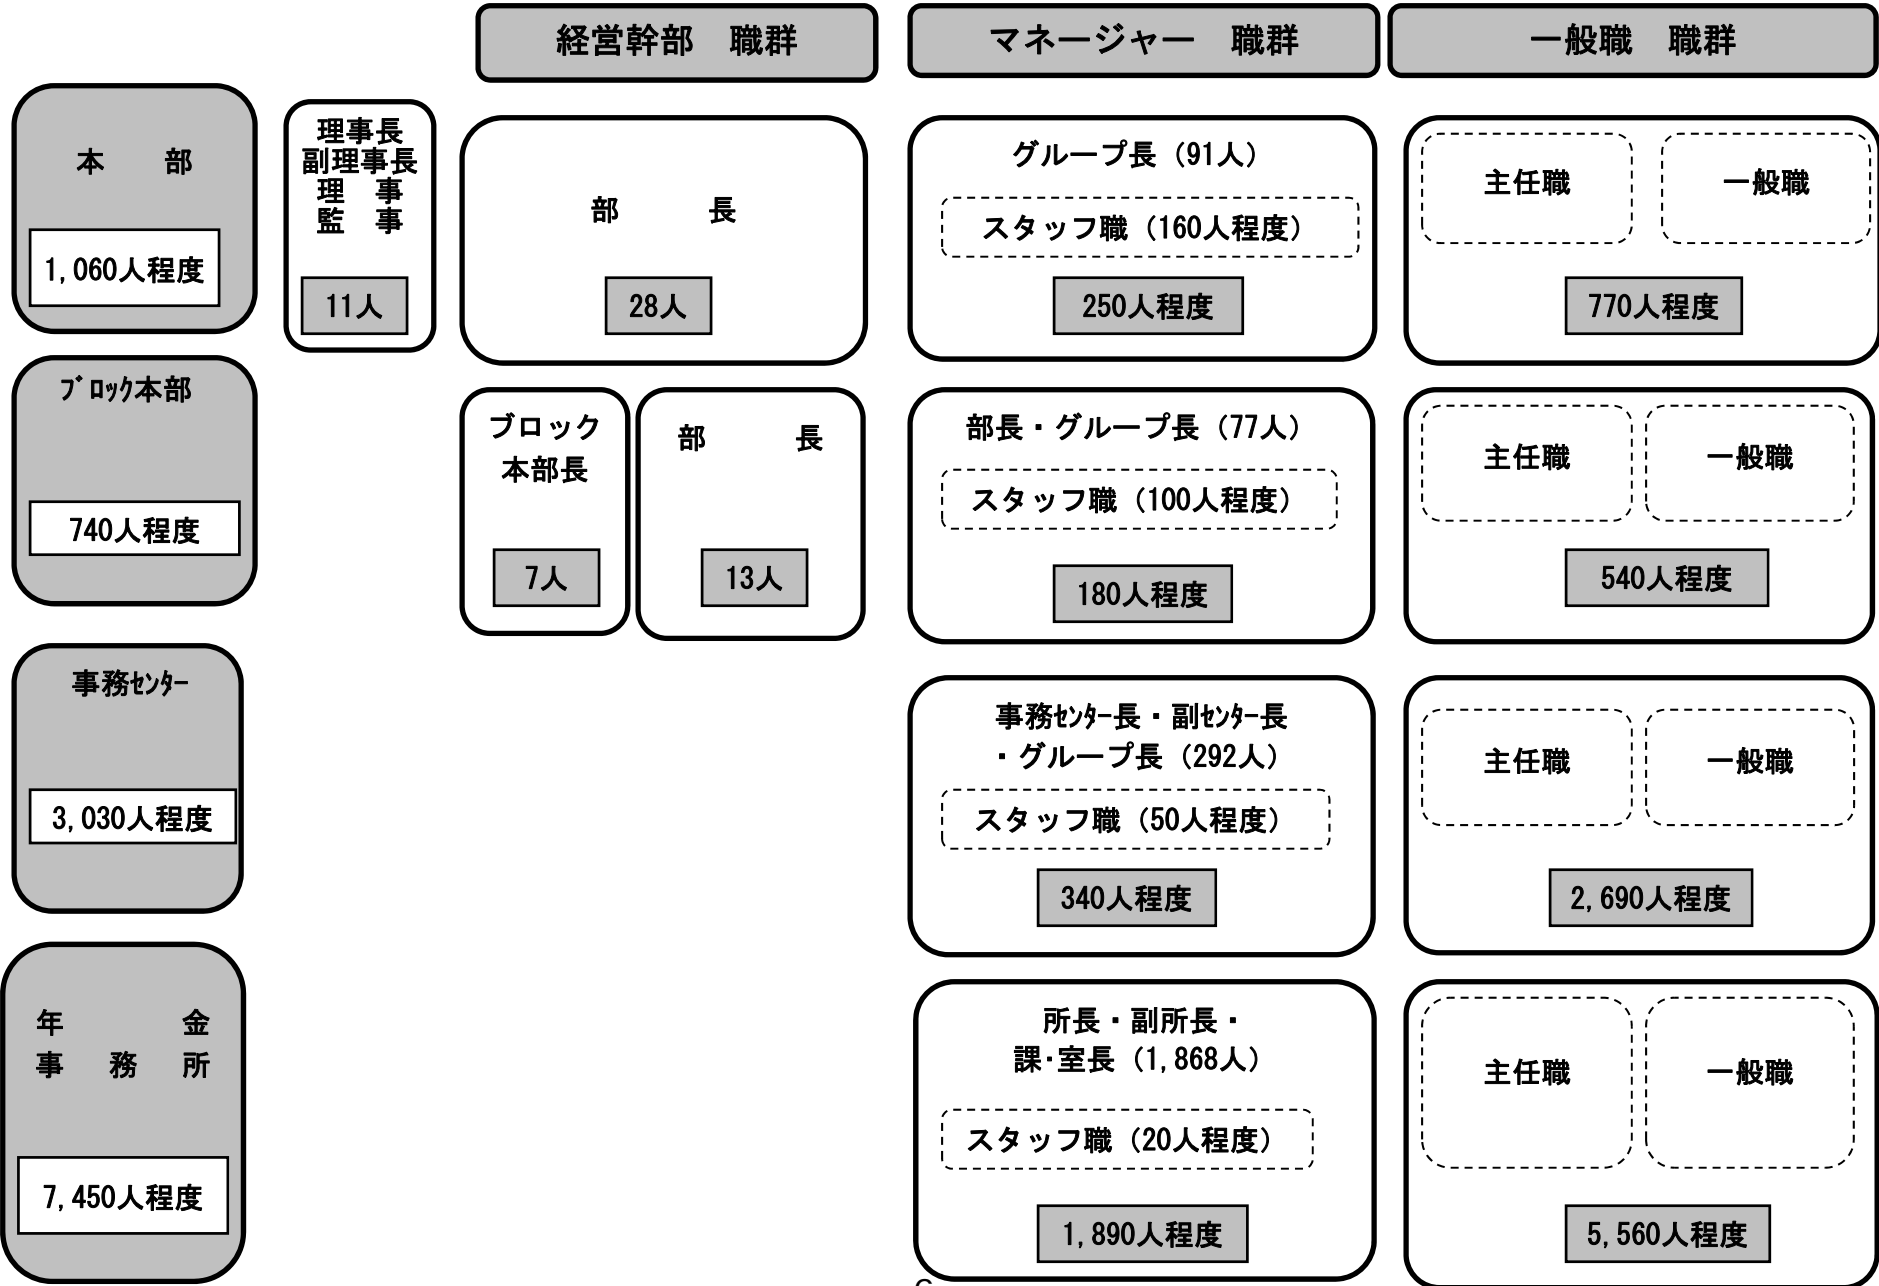 経営幹部　職群
マネージャー　職群
一般職　職群
本　　部
1,060人程度
理事長
副理事長
理　事
監　事
11人
部　　　長
28人
グループ長（91人）
スタッフ職（160人程度）
250人程度
主任職
一般職
770人程度
ﾌﾞﾛｯｸ本部
740人程度
ブロック
本部長
7人
部　　　長
13人
部長・グループ長（77人）
スタッフ職（100人程度）
180人程度
主任職
一般職
540人程度
事務ｾﾝﾀｰ
3,030人程度
事務ｾﾝﾀｰ長・副ｾﾝﾀｰ長
・グループ長（292人）
スタッフ職（50人程度）
340人程度
主任職
一般職
2,690人程度
年　　　　金
事　務　所
7,450人程度
所長・副所長・
課・室長（1,868人）
スタッフ職（20人程度）
1,890人程度
主任職
一般職
5,560人程度